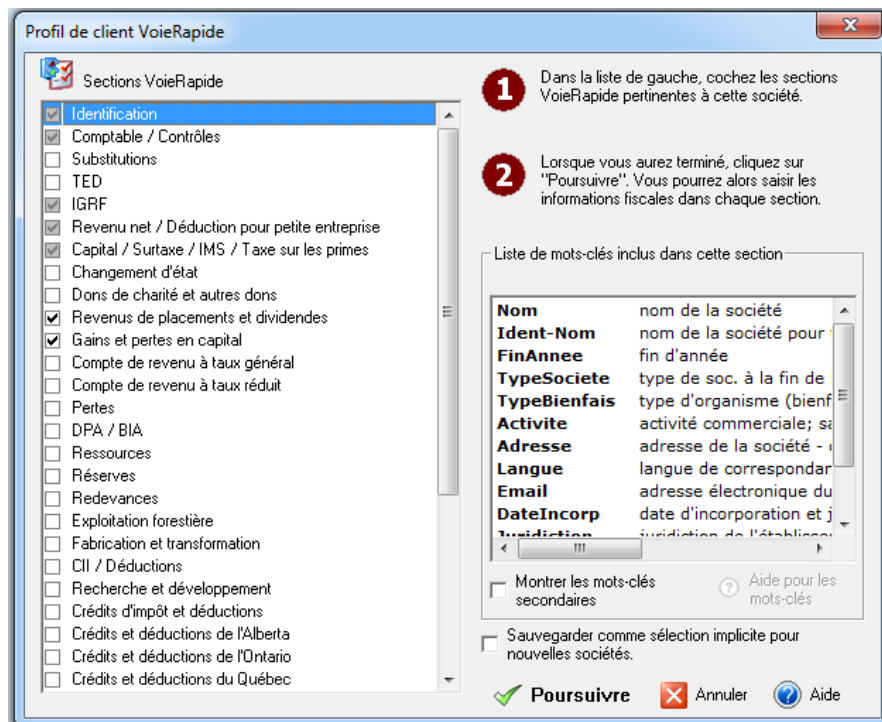 Profil de client VoieRapide
Sections VoieRapide
Identification
Comptable / Contrôles
Substitutions
TED
IGRF
Revenu net / Déduction pour petite entreprise
Capital / Surtaxe / IMS / Taxe sur les primes
Changement d'état
Dons de charité et autres dons
Revenus de placements et dividendes
Gains et pertes en capital
Compte de revenu à taux général
Compte de revenu à taux réduit
Pertes
DPA / BIA
Ressources
Réserves
Redevances
Exploitation forestière
Fabrication et transformation
CII / Déductions
Recherche et développement
Crédits d'impôt et déductions
Crédits et déductions de l'Alberta
Crédits et déductions de l'Ontario
Crédits et déductions du Québec
1
Dans la liste de gauche, cochez les sections
VoieRapide pertinentes à cette société.
2
Lorsque vous aurez terminé, cliquez sur
"Poursuivre". Vous pourrez alors saisir les
informations fiscales dans chaque section.
Liste de mots-clés inclus dans cette section
Nom nom de la société
Ident-Nom nom de la société pour
FinAnnee fin d'année
TypeSociete type de soc. à la fin de
TypeBienfais type d'organisme (bienf
Activite activité commerciale; sa
Adresse adresse de la société -
Langue langue de correspondan
Email adresse électronique du
DateIncorp date d'incorporation et j
Juridiction juridiction de l'établisse
Montrer les mots-clés
secondaires
Aide pour les
mots-clés
Sauvegarder comme sélection implicite pour
nouvelles sociétés.
Poursuivre
Annuler
Aide